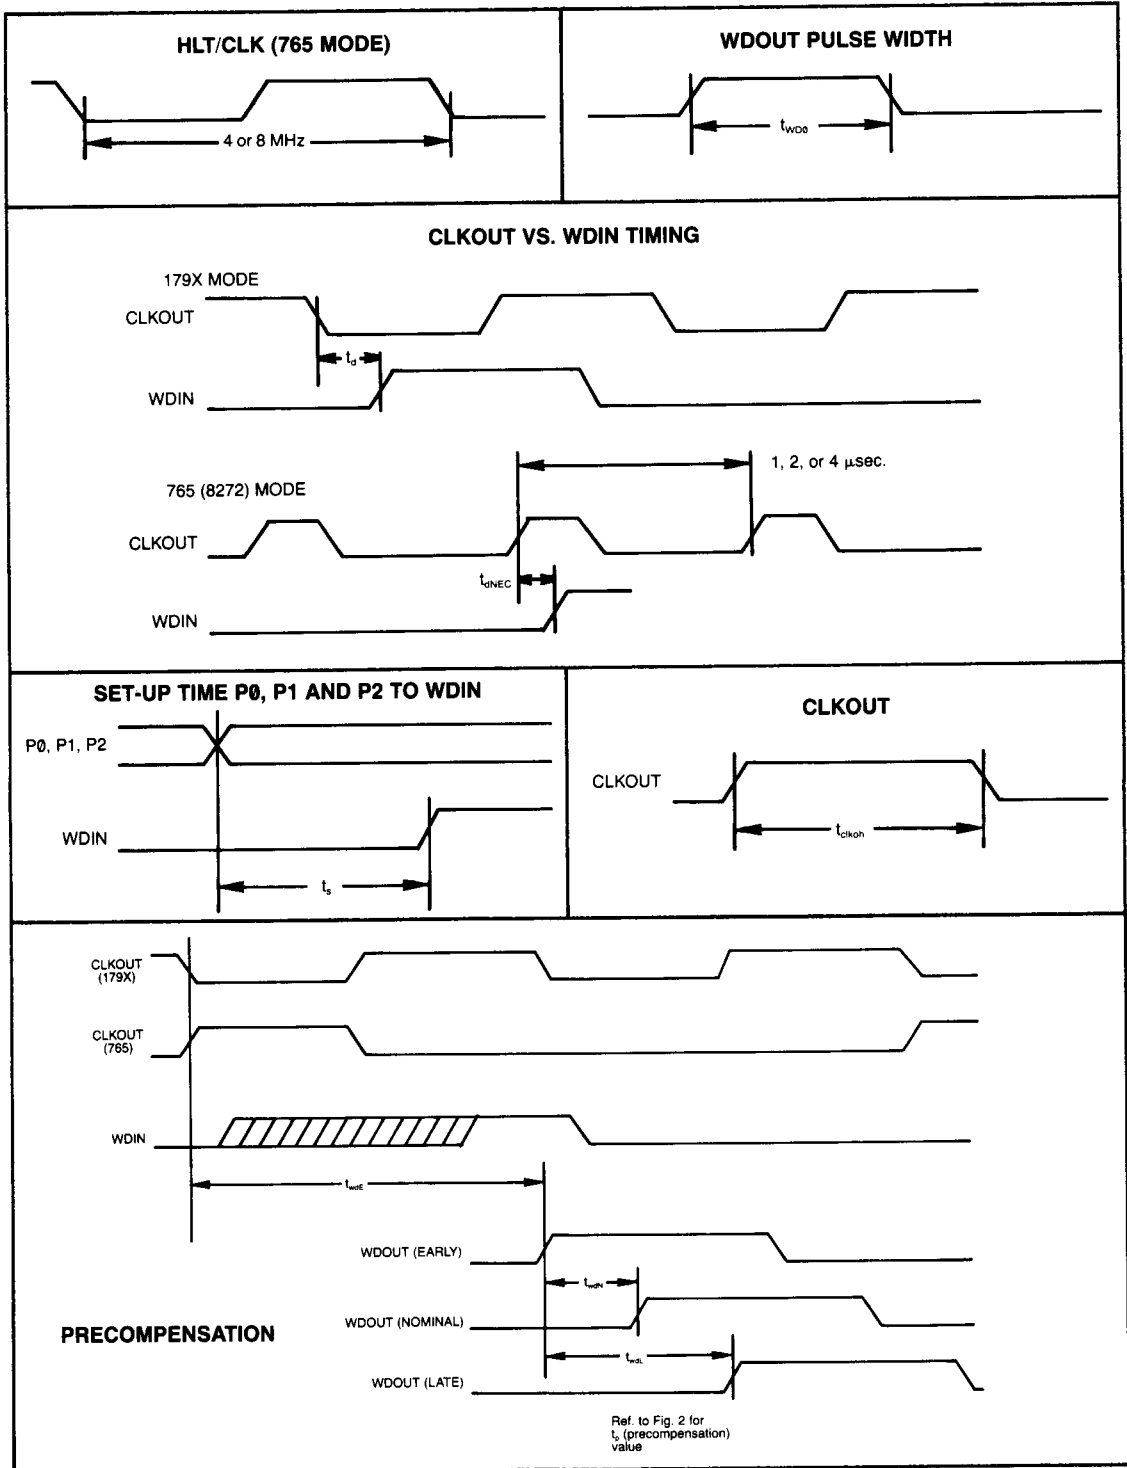 HLT/CLK (765 MODE)
4 or 8 MHz
WDOUT PULSE WIDTH
tWD0
CLKOUT VS. WDIN TIMING
179X MODE
CLKOUT
td
WDIN
1, 2, or 4 µsec.
765 (8272) MODE
CLKOUT
tdNEC
WDIN
SET-UP TIME P0, P1 AND P2 TO WDIN
P0, P1, P2
WDIN
ts
CLKOUT
CLKOUT
tclkoh
CLKOUT
(179X)
CLKOUT
(765)
WDIN
twdE
WDOUT (EARLY)
twdN
WDOUT (NOMINAL)
PRECOMPENSATION
twdL
WDOUT (LATE)
Ref. to Fig. 2 for
tp (precompensation)
value